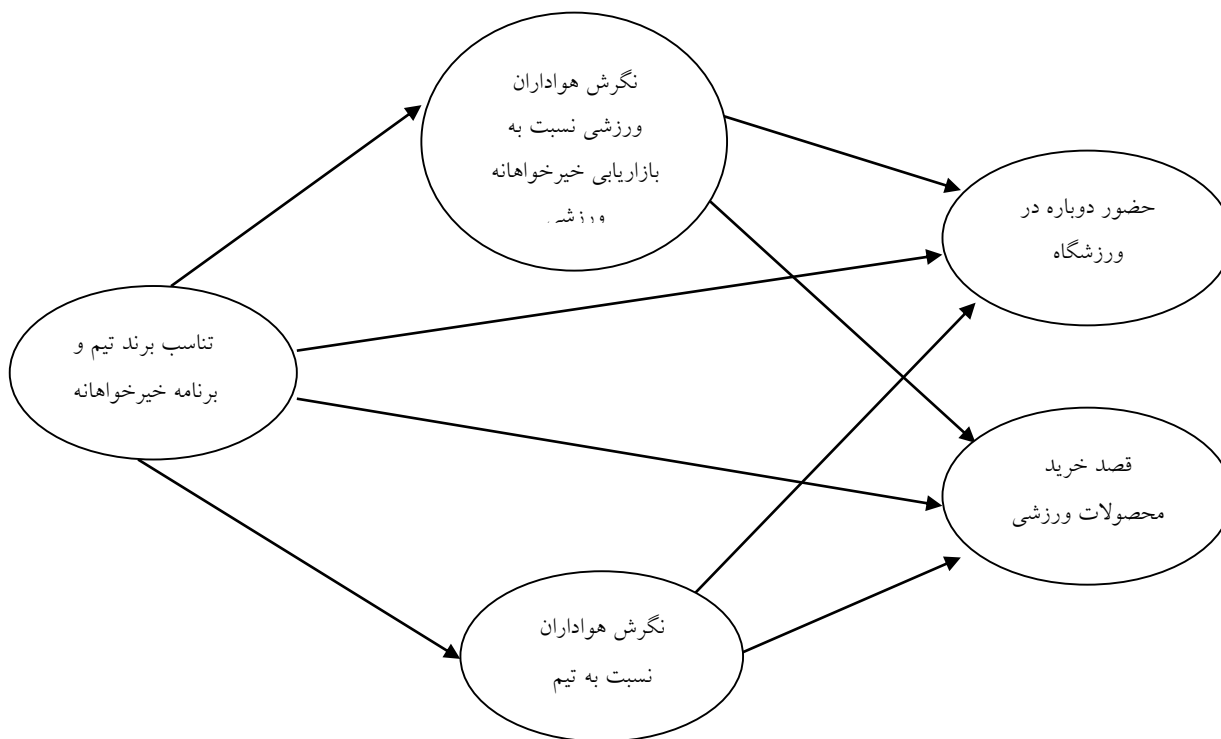 نگرش هواداران
ورزشی نسبت به
بازاریابی خیرخواهانه
ورزشی
حضور دوباره در
ورزشگاه
تناسب برند تیم و
برنامه خیرخواهانه
قصد خرید
محصولات ورزشی
نگرش هواداران
نسبت به تیم